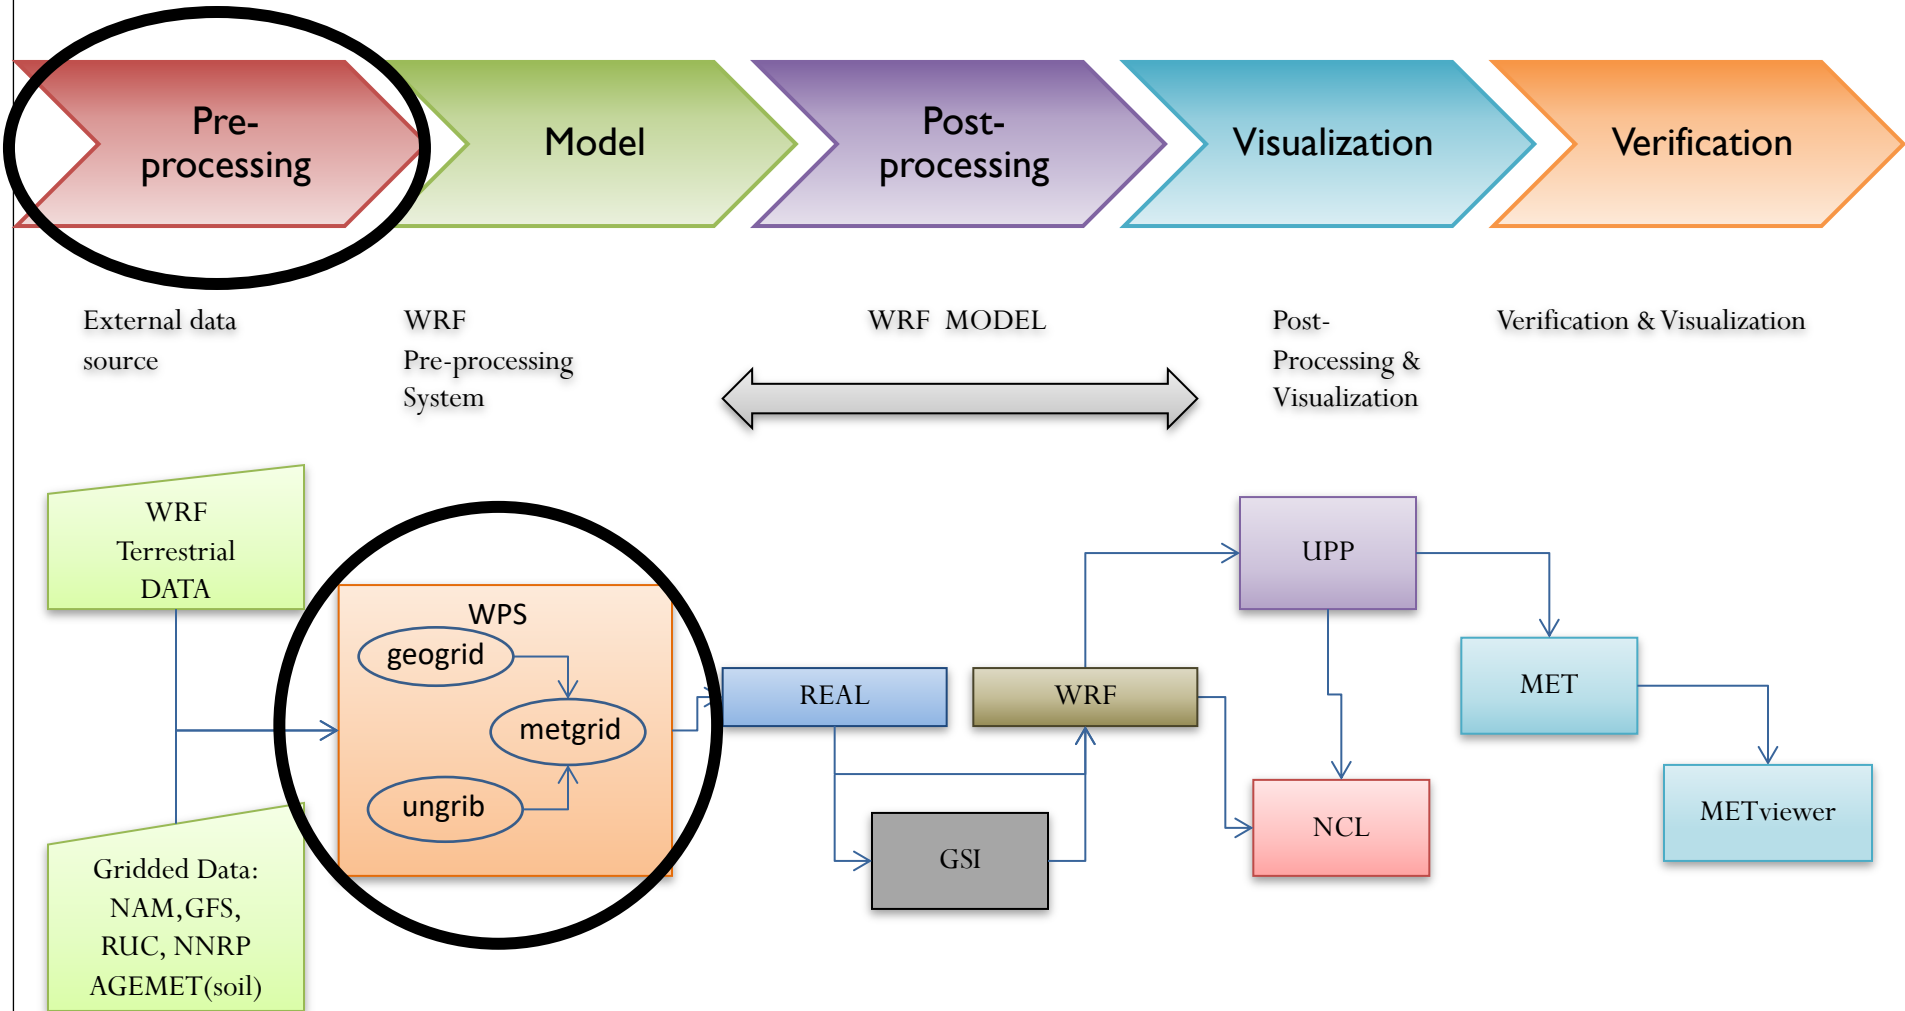 Pre-
processing
Model
Post-
processing
Visualization
Verification
External data
source
WRF
Pre-processing
System
WRF  MODEL
Post-
Processing &
Visualization
Verification & Visualization
WRF
Terrestrial
DATA
WPS
geogrid
metgrid
ungrib
REAL
WRF
GSI
UPP
NCL
MET
METviewer
Gridded Data:
NAM,GFS,
RUC, NNRP
AGEMET(soil)